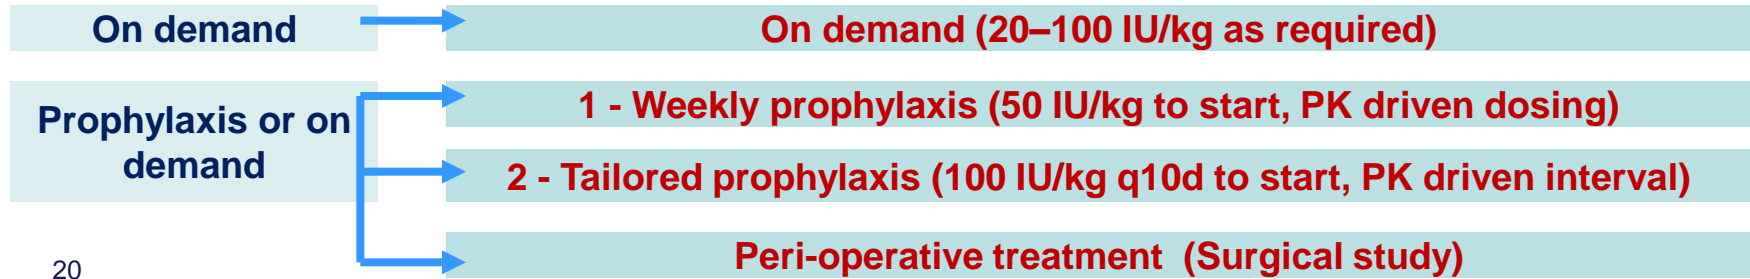 On demand
On demand (20–100 IU/kg as required)
Prophylaxis or on
demand
1 - Weekly prophylaxis (50 IU/kg to start, PK driven dosing)
2 - Tailored prophylaxis (100 IU/kg q10d to start, PK driven interval)
Peri-operative treatment (Surgical study)
20